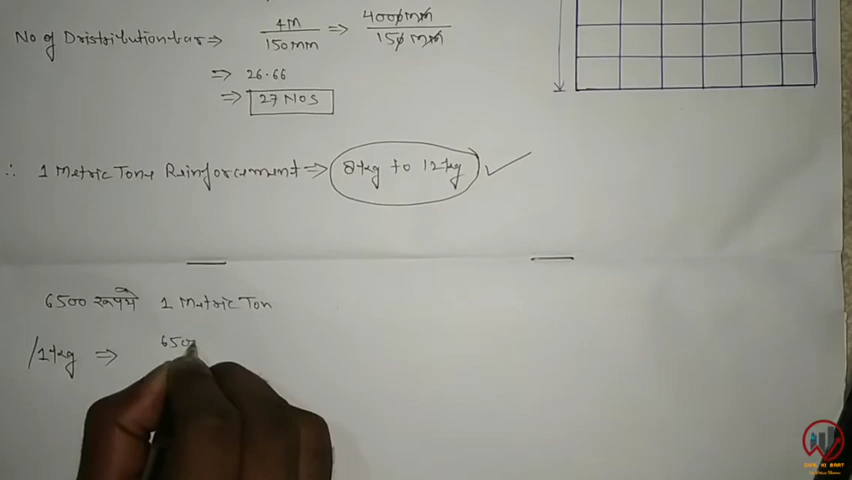 No of Dristribution bar ⇒ 4M / 150mm ⇒ 4000mm / 150mm
⇒ 26.66
⇒ 27 NOS
∴ 1 Metric Tone Reinforcement ⇒ 8kg to 12kg ✓
6500 रूपये 1 Metric Ton
/1kg ⇒ 650